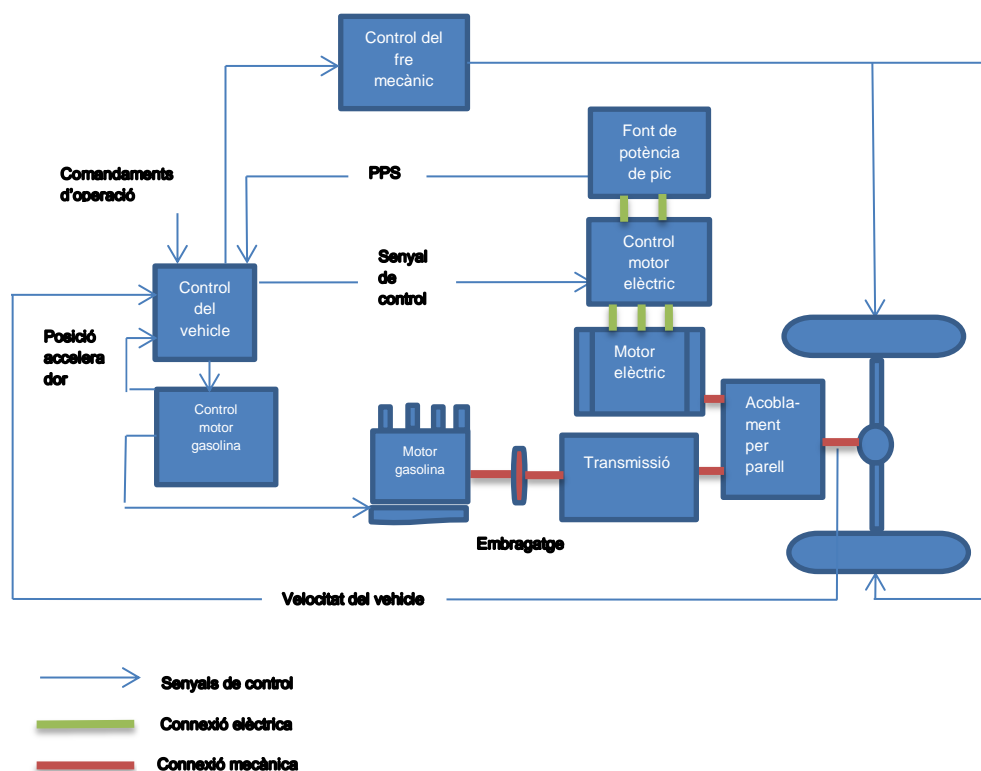 Control del
fre
mecànic
Font de
potència
de pic
Comandaments
d'operació
PPS
Control
motor
elèctric
Senyal
de
control
Control
del
vehicle
Posició
accelera
dor
Motor
elèctric
Control
motor
gasolina
Acobla-
ment
per
parell
Motor
gasolina
Transmissió
Embragatge
Velocitat del vehicle
Senyals de control
Connexió elèctrica
Connexió mecànica